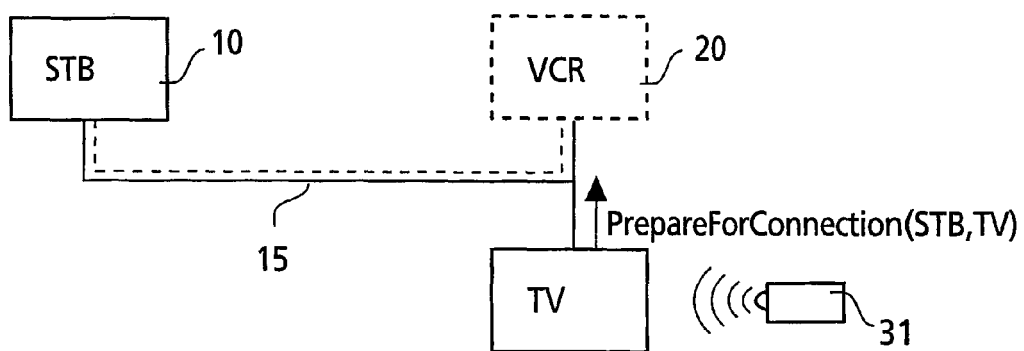 10
STB
VCR
20
15
PrepareForConnection(STB,TV)
TV
31